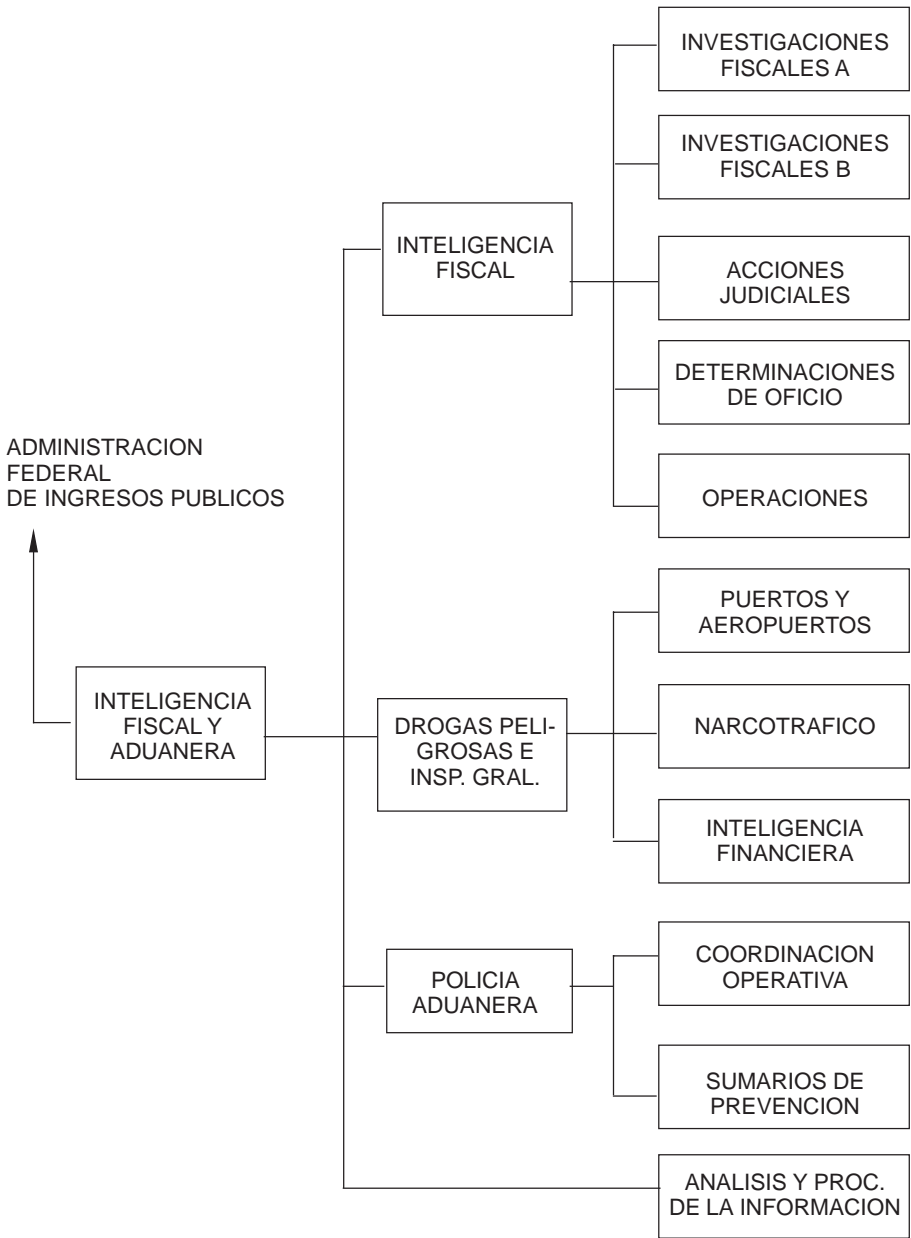 INVESTIGACIONES
FISCALES A
INVESTIGACIONES
FISCALES B
INTELIGENCIA
FISCAL
ACCIONES
JUDICIALES
DETERMINACIONES
DE OFICIO
ADMINISTRACION
FEDERAL
DE INGRESOS PUBLICOS
OPERACIONES
PUERTOS Y
AEROPUERTOS
INTELIGENCIA
FISCAL Y
ADUANERA
DROGAS PELI-
GROSAS E
INSP. GRAL.
NARCOTRAFICO
INTELIGENCIA
FINANCIERA
COORDINACION
OPERATIVA
POLICIA
ADUANERA
SUMARIOS DE
PREVENCION
ANALISIS Y PROC.
DE LA INFORMACION